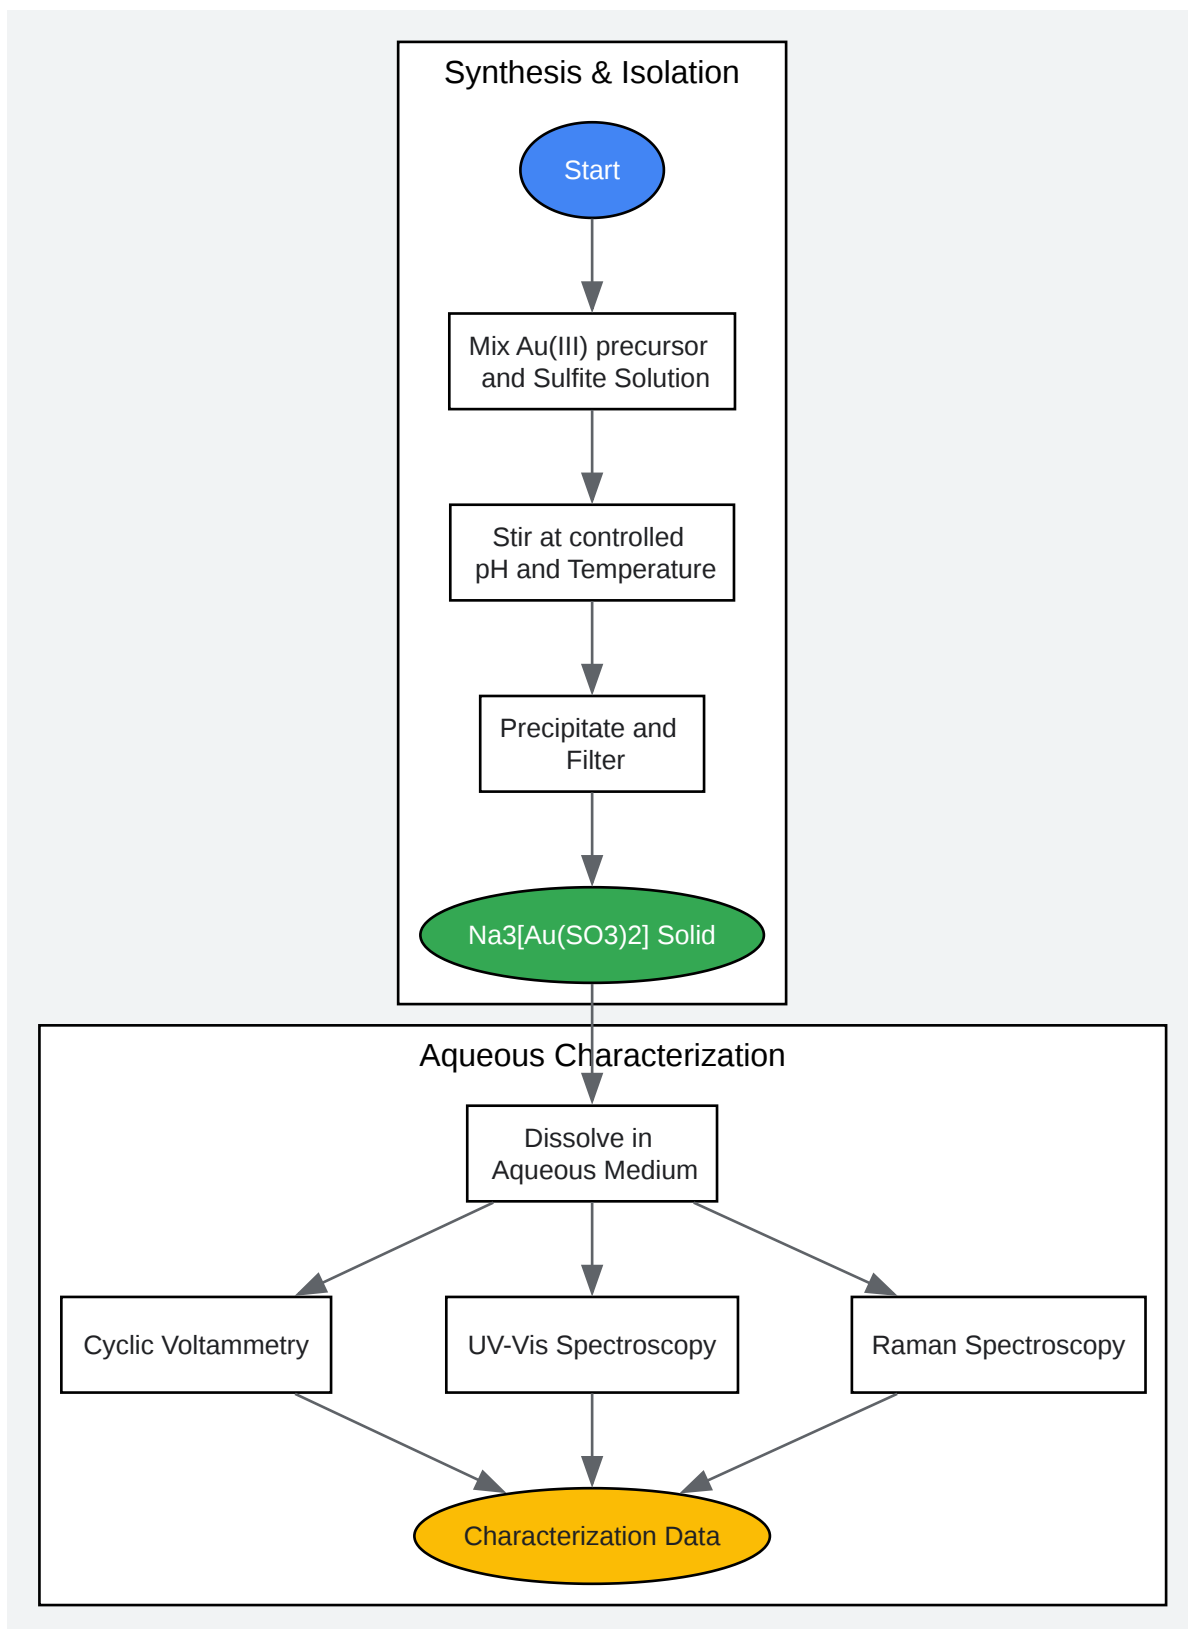 Synthesis & Isolation
Start
Mix Au(III) precursor
and Sulfite Solution
Stir at controlled
pH and Temperature
Precipitate and
Filter
Na3[Au(SO3)2] Solid
Aqueous Characterization
Dissolve in
Aqueous Medium
Cyclic Voltammetry
UV-Vis Spectroscopy
Raman Spectroscopy
Characterization Data